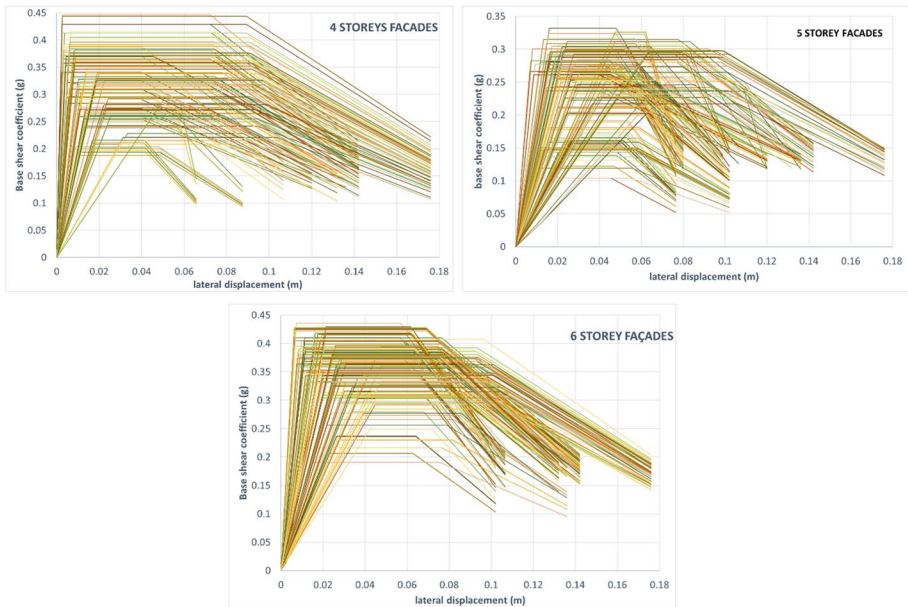 4 STOREYS FACADES
Base shear coefficient (g)
0.45
0.4
0.35
0.3
0.25
0.2
0.15
0.1
0.05
0
0 0.02 0.04 0.06 0.08 0.1 0.12 0.14 0.16 0.18
lateral displacement (m)
5 STOREY FACADES
base shear coefficient (g)
0.35
0.3
0.25
0.2
0.15
0.1
0.05
0
0 0.02 0.04 0.06 0.08 0.1 0.12 0.14 0.16 0.18
lateral displacement (m)
6 STOREY FAÇADES
Base shear coefficient (g)
0.45
0.4
0.35
0.3
0.25
0.2
0.15
0.1
0.05
0
0 0.02 0.04 0.06 0.08 0.1 0.12 0.14 0.16 0.18
lateral displacement (m)